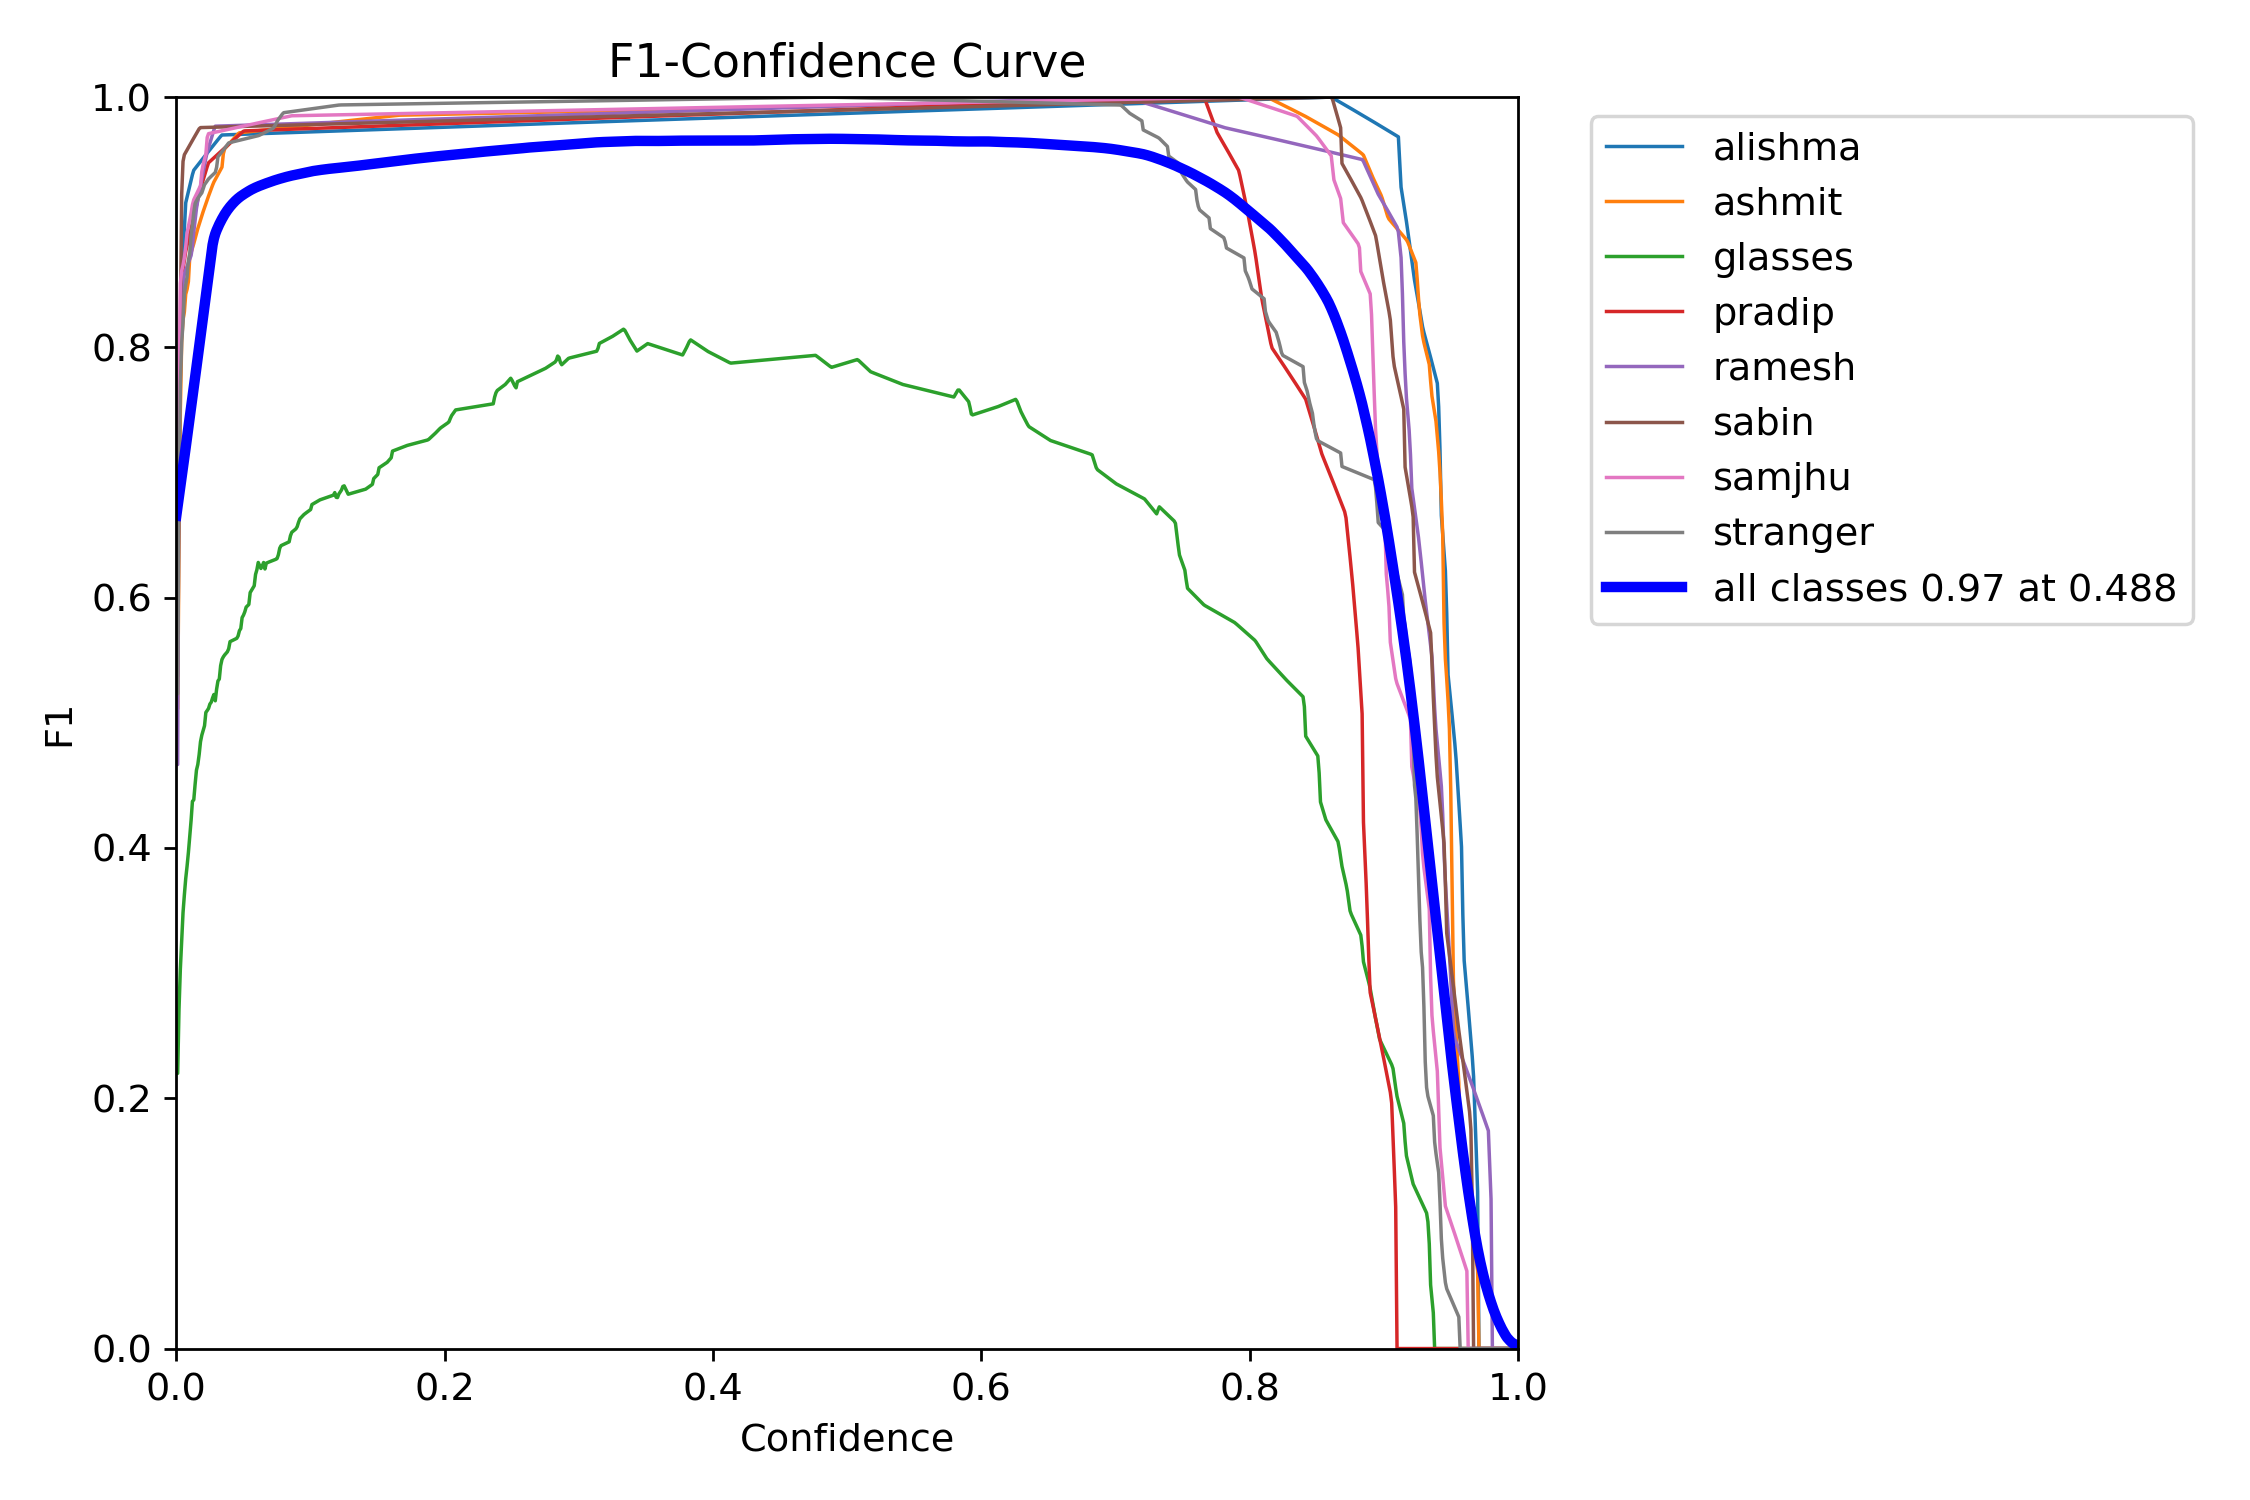 F1-Confidence Curve
1.0
0.8
0.6
0.4
0.2
0.0
F1
0.0 0.2 0.4 0.6 0.8 1.0
Confidence
alishma
ashmit
glasses
pradip
ramesh
sabin
samjhu
stranger
all classes 0.97 at 0.488